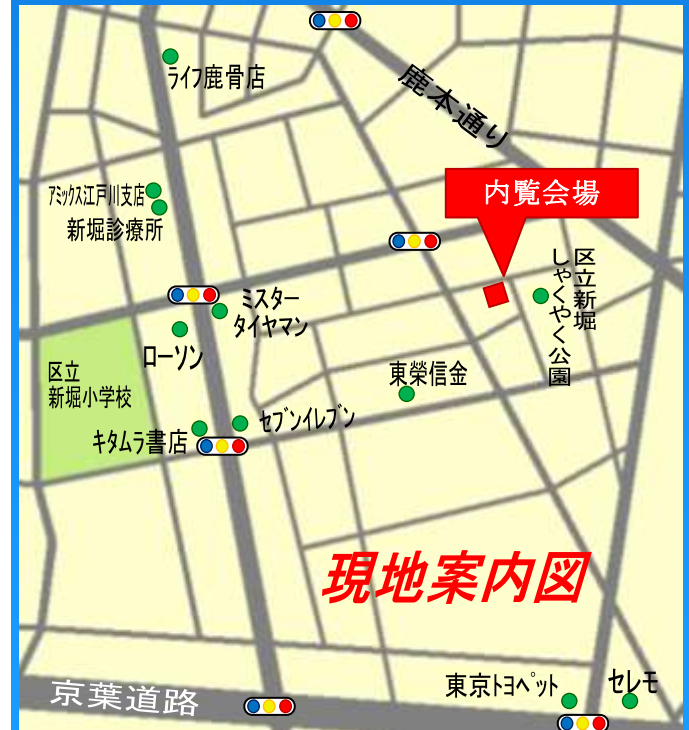 ライフ鹿骨店
鹿本通り
アミックス江戸川支店
新堀診療所
内覧会場
区立新堀
しゃくやく公園
ミスター
タイヤマン
ローソン
区立
新堀小学校
東榮信金
セブンイレブン
キタムラ書店
現地案内図
東京トヨペット
セレモ
京葉道路